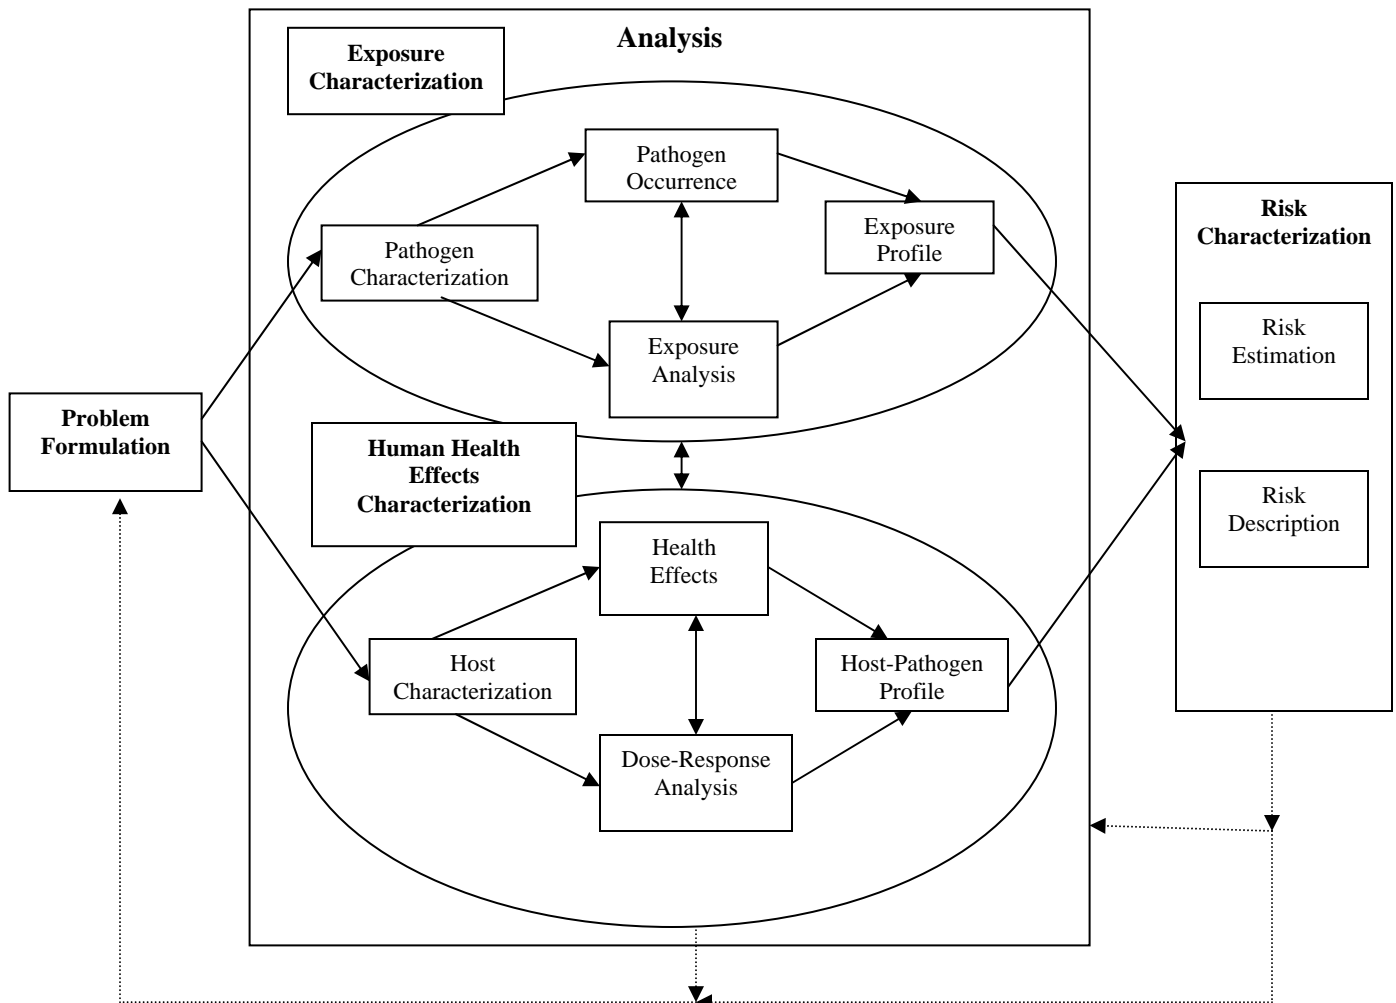 Analysis
Exposure
Characterization
Pathogen
Occurrence
Pathogen
Characterization
Exposure
Profile
Exposure
Analysis
Problem
Formulation
Human Health
Effects
Characterization
Health
Effects
Host
Characterization
Host-Pathogen
Profile
Dose-Response
Analysis
Risk
Characterization
Risk
Estimation
Risk
Description